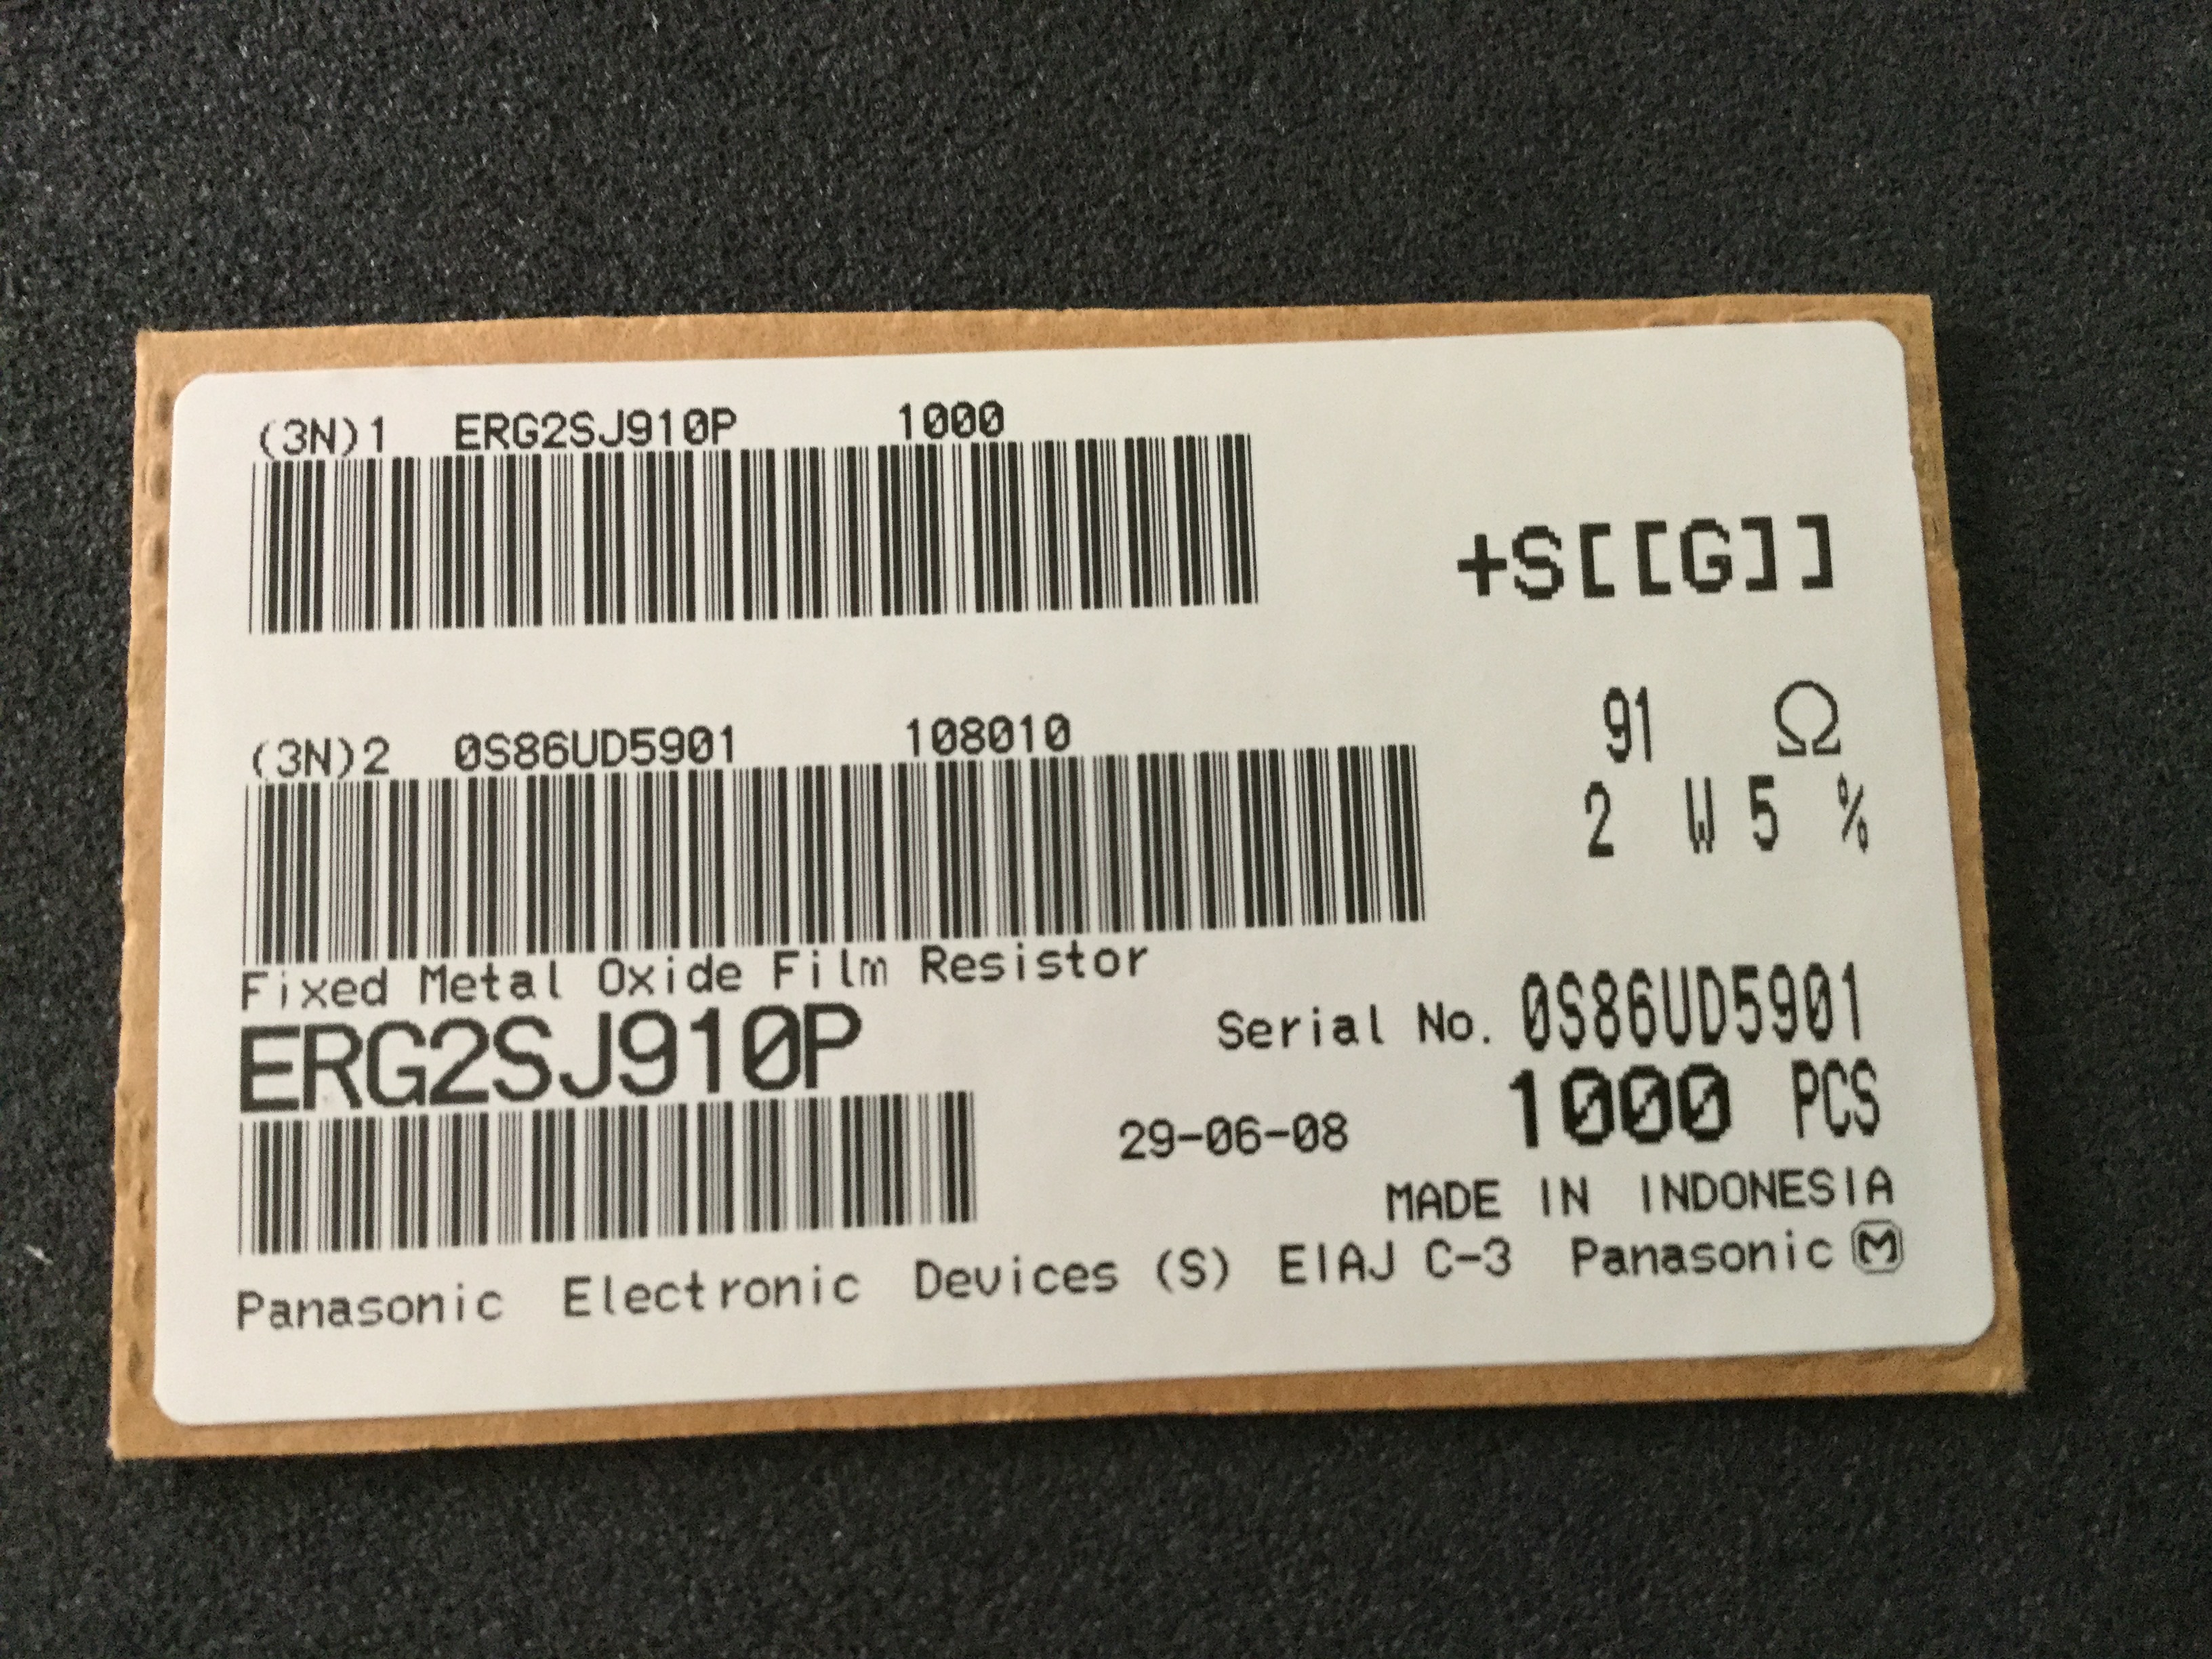 (3N)1 ERG2SJ910P 1000
+S[[G]]
(3N)2 0S86UD5901 108010
91 Ω
2 W 5 %
Fixed Metal Oxide Film Resistor
ERG2SJ910P
Serial No. 0S86UD5901
29-06-08 1000 PCS
MADE IN INDONESIA
Panasonic Electronic Devices (S) EIAJ C-3 Panasonic M